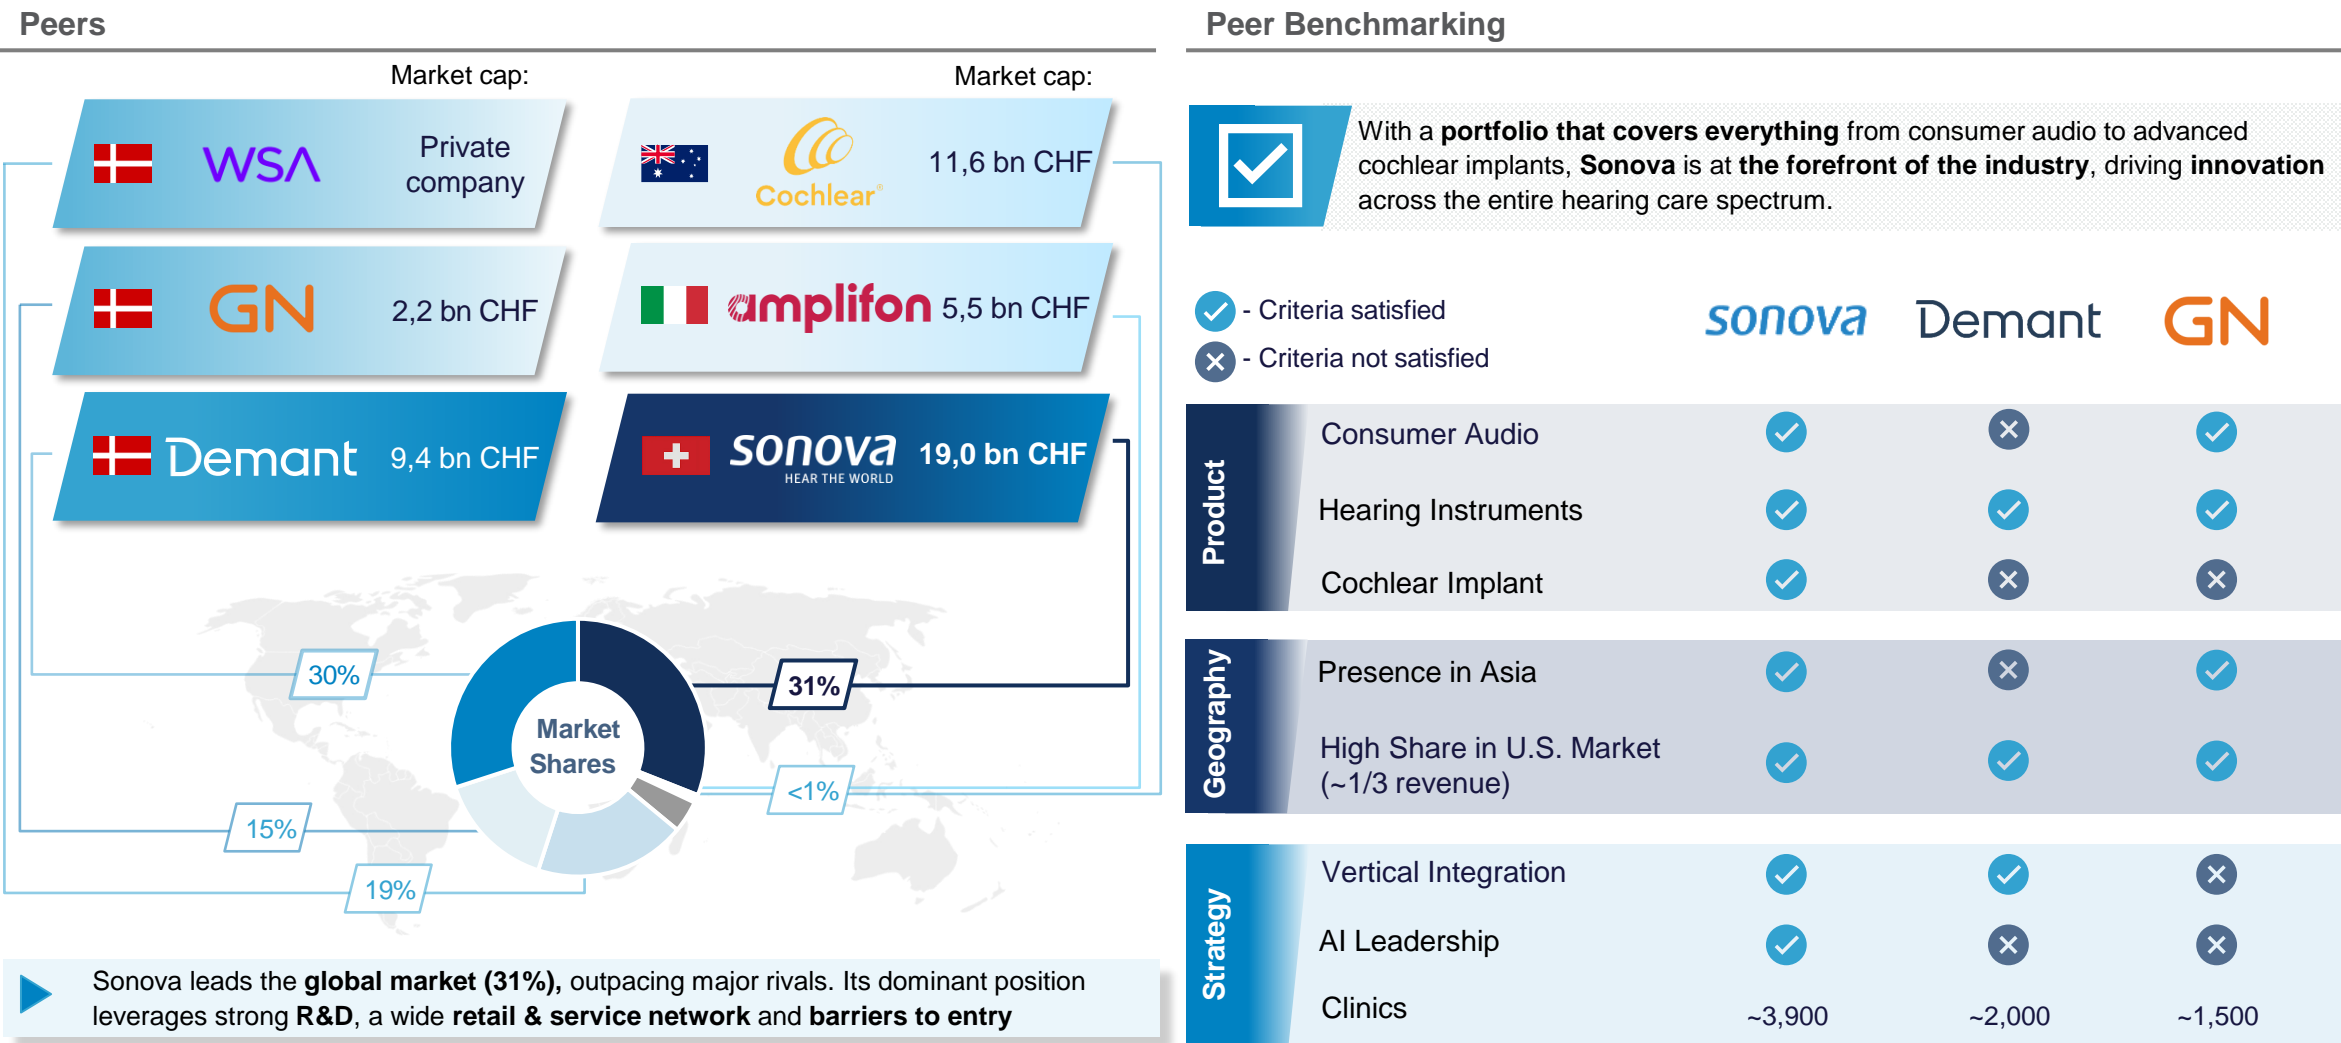 Peers
Market cap:
Market cap:
WSA
Private
company
Cochlear®
11,6 bn CHF
GN
2,2 bn CHF
amplifon
5,5 bn CHF
Demant
9,4 bn CHF
sonova
HEAR THE WORLD
19,0 bn CHF
30%
31%
Market
Shares
<1%
15%
19%
Sonova leads the global market (31%), outpacing major rivals. Its dominant position
leverages strong R&D, a wide retail & service network and barriers to entry
Peer Benchmarking
With a portfolio that covers everything from consumer audio to advanced
cochlear implants, Sonova is at the forefront of the industry, driving innovation
across the entire hearing care spectrum.
- Criteria satisfied
- Criteria not satisfied
sonova Demant GN
Product
Consumer Audio
Hearing Instruments
Cochlear Implant
Geography
Presence in Asia
High Share in U.S. Market
(~1/3 revenue)
Strategy
Vertical Integration
AI Leadership
Clinics ~3,900 ~2,000 ~1,500